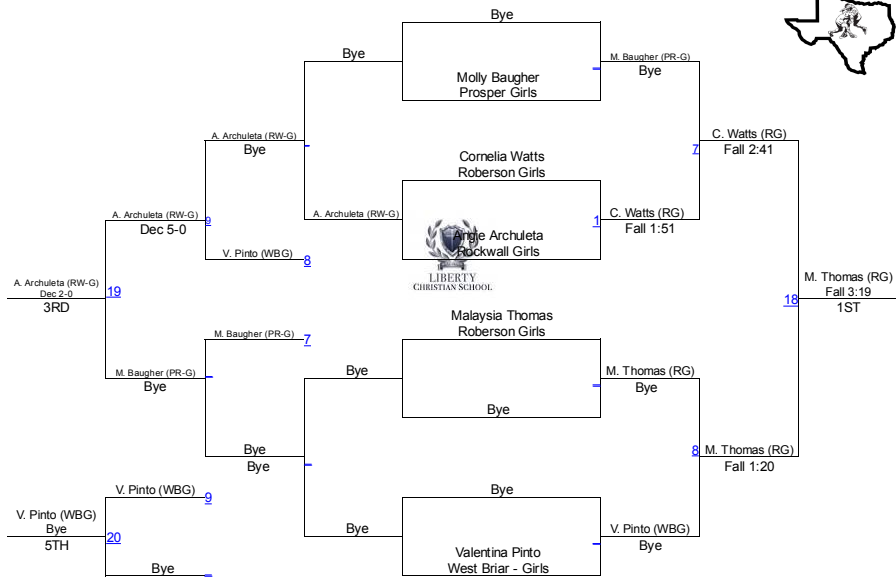 Bye
Bye
M. Baugher (PR-G)
Bye
Molly Baugher
Prosper Girls
A. Archuleta (RW-G)
Bye
C. Watts (RG)
Fall 2:41
7
Cornelia Watts
Roberson Girls
A. Archuleta (RW-G)
Dec 5-0
9
A. Archuleta (RW-G)
1
C. Watts (RG)
Fall 1:51
Angie Archuleta
Rockwall Girls
V. Pinto (WBG)
8
LIBERTY
CHRISTIAN SCHOOL
A. Archuleta (RW-G)
Dec 2-0
3RD
19
M. Thomas (RG)
Fall 3:19
1ST
18
Malaysia Thomas
Roberson Girls
M. Baugher (PR-G)
7
M. Baugher (PR-G)
Bye
Bye
M. Thomas (RG)
Bye
Bye
Bye
Bye
8
M. Thomas (RG)
Fall 1:20
V. Pinto (WBG)
9
Bye
V. Pinto (WBG)
Bye
5TH
20
Bye
V. Pinto (WBG)
Bye
Valentina Pinto
West Briar - Girls
Bye